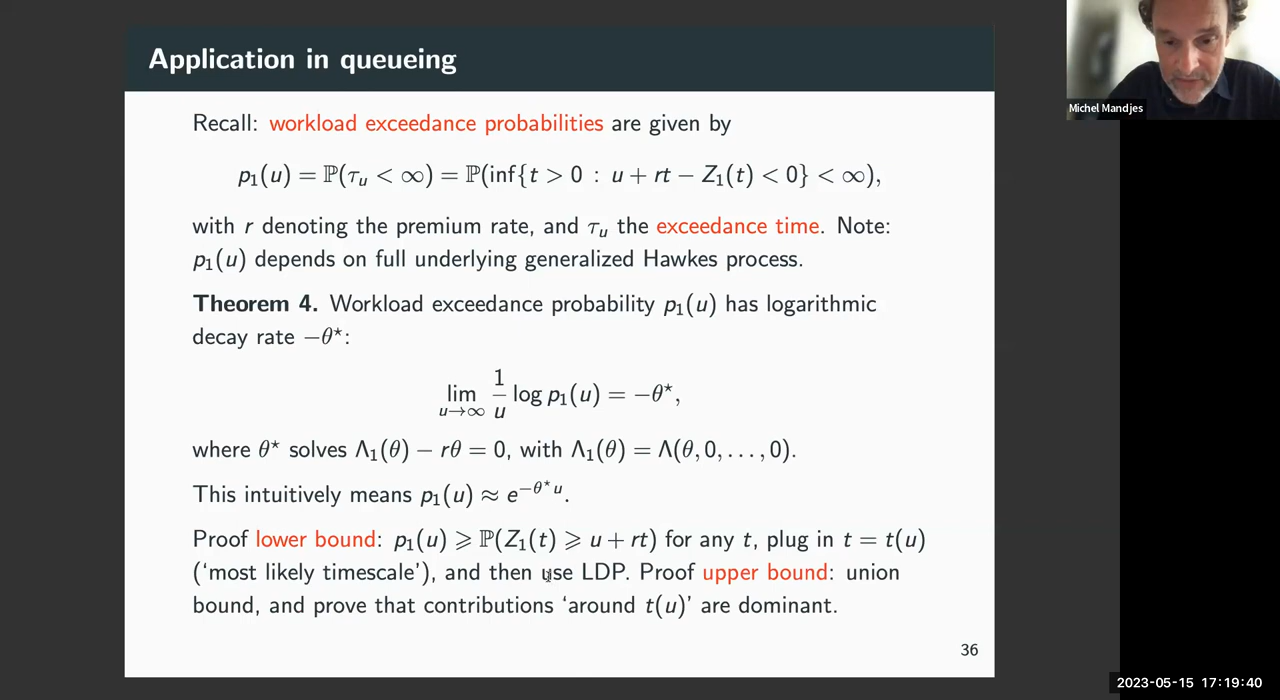 Application in queueing
Michel Mandjes
Recall: workload exceedance probabilities are given by
p₁(u) = ℙ(τᵤ < ∞) = ℙ(inf{t > 0 : u + rt − Z₁(t) < 0} < ∞),
with r denoting the premium rate, and τᵤ the exceedance time. Note:
p₁(u) depends on full underlying generalized Hawkes process.
Theorem 4. Workload exceedance probability p₁(u) has logarithmic
decay rate −θ⋆:
lim u→∞ 1/u log p₁(u) = −θ⋆,
where θ⋆ solves Λ₁(θ) − rθ = 0, with Λ₁(θ) = Λ(θ, 0, . . . , 0).
This intuitively means p₁(u) ≈ e^{−θ⋆u}.
Proof lower bound: p₁(u) ⩾ ℙ(Z₁(t) ⩾ u + rt) for any t, plug in t = t(u)
(‘most likely timescale’), and then use LDP. Proof upper bound: union
bound, and prove that contributions ‘around t(u)’ are dominant.
36
2023-05-15 17:19:40